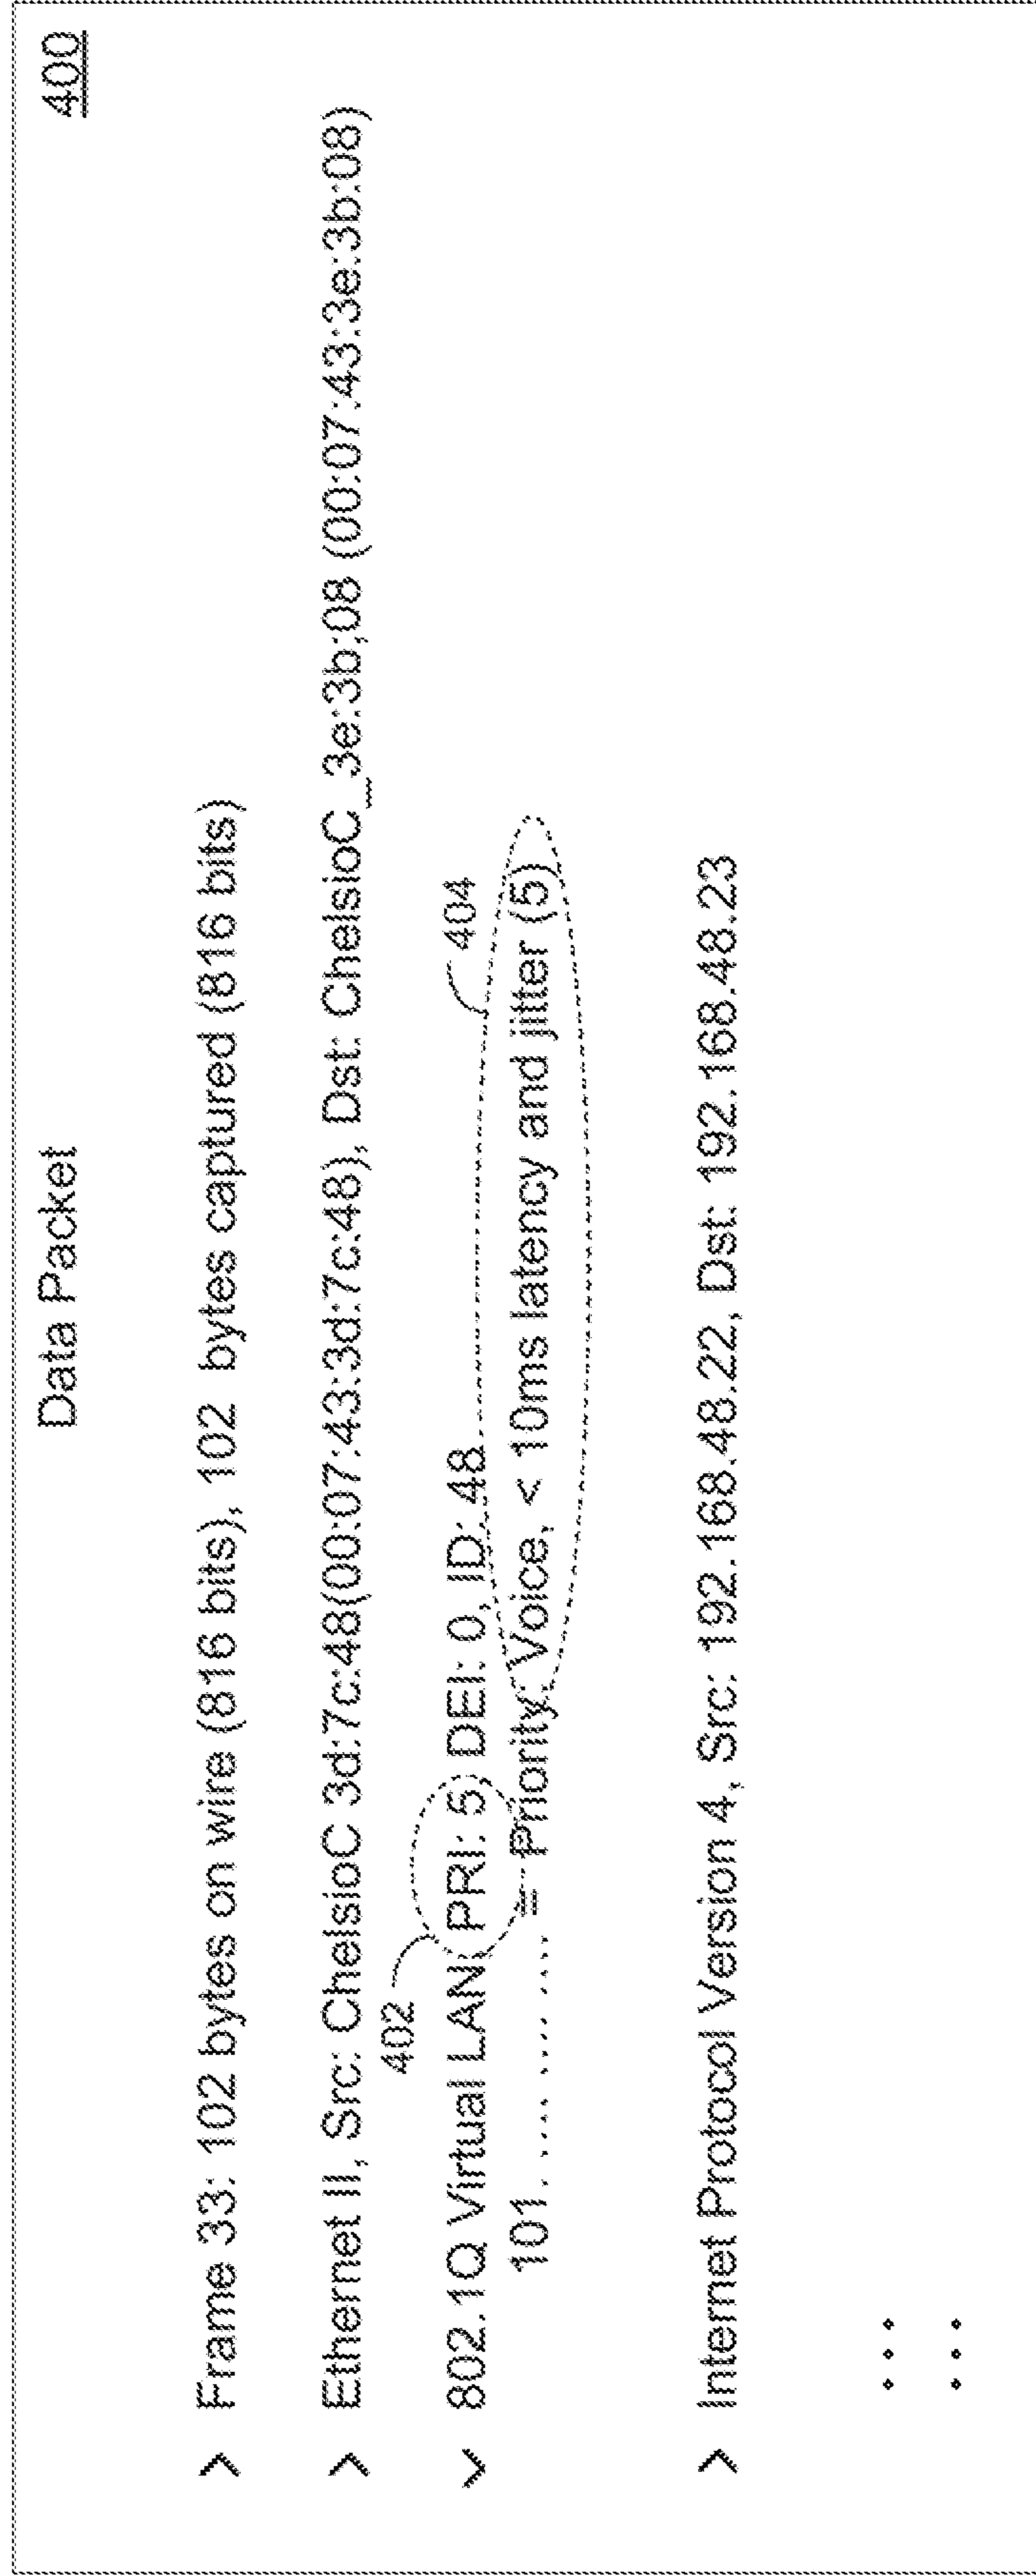 Data Packet
400
> Frame 33: 102 bytes on wire (816 bits), 102 bytes captured (816 bits)
> Ethernet II, Src: ChelsioC 3d:7c:48(00:07:43:3d:7c:48), Dst: ChelsioC_3e:3b;08 (00:07:43:3e:3b:08)
402
404
802.1Q Virtual LAN( PRI: 5, DEI: 0, ID: 48
101. .... .... .... = Priority: Voice, < 10ms latency and jitter (5)
> Internet Protocol Version 4, Src: 192.168.48.22, Dst: 192.168.48.23
• • •
• • •